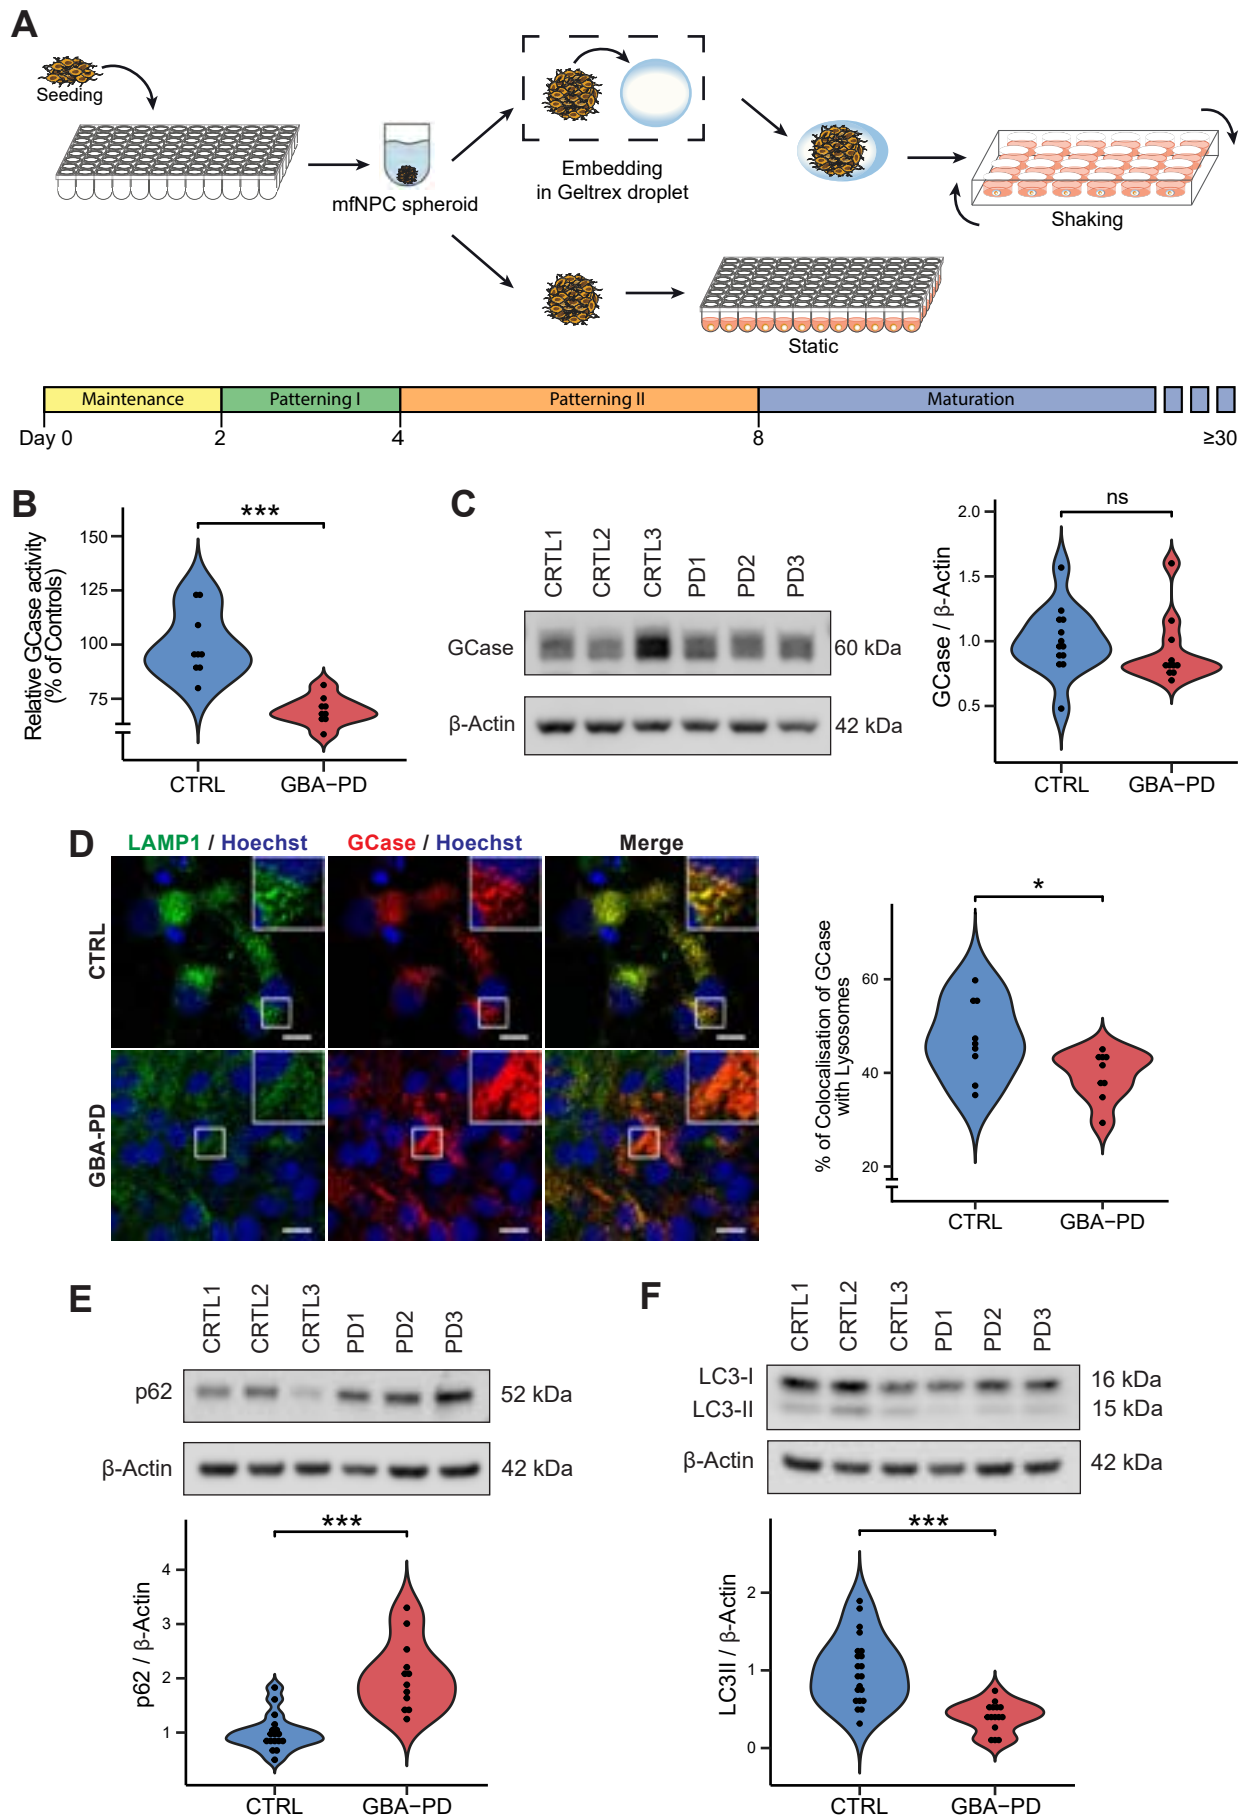 A
Seeding
mfNPC spheroid
Embedding
in Geltrex droplet
Shaking
Static
Maintenance
Patterning I
Patterning II
Maturation
Day 0
2
4
8
≥30
B
Relative GCase activity
(% of Controls)
150
125
100
75
***
CTRL
GBA−PD
C
CRTL1
CRTL2
CRTL3
PD1
PD2
PD3
GCase
60 kDa
β-Actin
42 kDa
GCase / β-Actin
2.0
1.5
1.0
0.5
ns
CTRL
GBA−PD
D
LAMP1 / Hoechst
GCase / Hoechst
Merge
CTRL
GBA-PD
% of Colocalisation of GCase
with Lysosomes
60
40
20
*
CTRL
GBA−PD
E
CRTL1
CRTL2
CRTL3
PD1
PD2
PD3
p62
52 kDa
β-Actin
42 kDa
p62 / β-Actin
4
3
2
1
***
CTRL
GBA−PD
F
CRTL1
CRTL2
CRTL3
PD1
PD2
PD3
LC3-I
16 kDa
LC3-II
15 kDa
β-Actin
42 kDa
LC3II / β-Actin
2
1
0
***
CTRL
GBA−PD